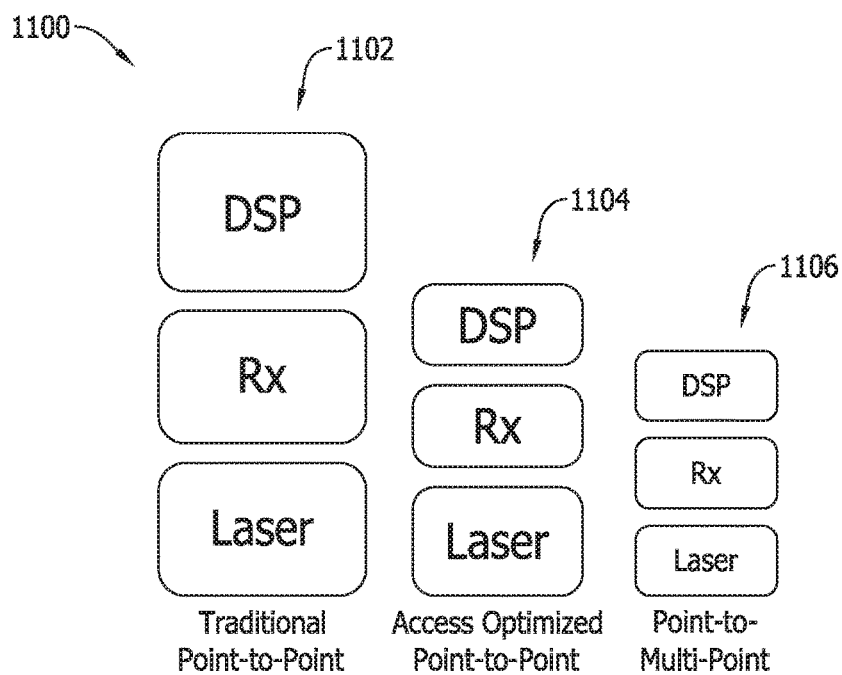 1100
1102
DSP
Rx
Laser
Traditional
Point-to-Point
1104
DSP
Rx
Laser
Access Optimized
Point-to-Point
1106
DSP
Rx
Laser
Point-to-
Multi-Point